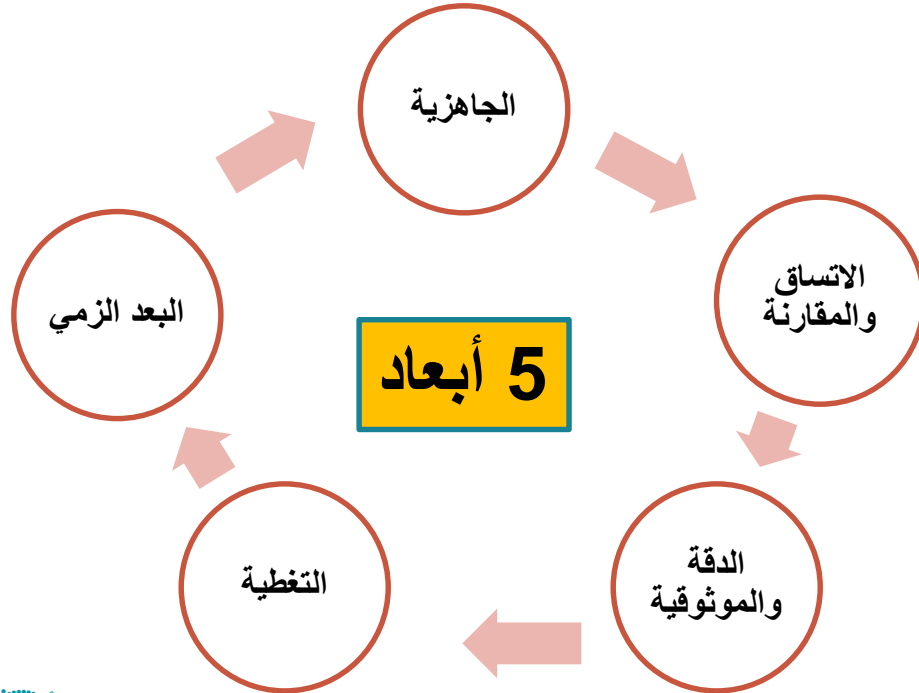 الجاهزية
الاتساق
والمقارنة
الدقة
والموثوقية
التغطية
البعد الزمي
5 أبعاد